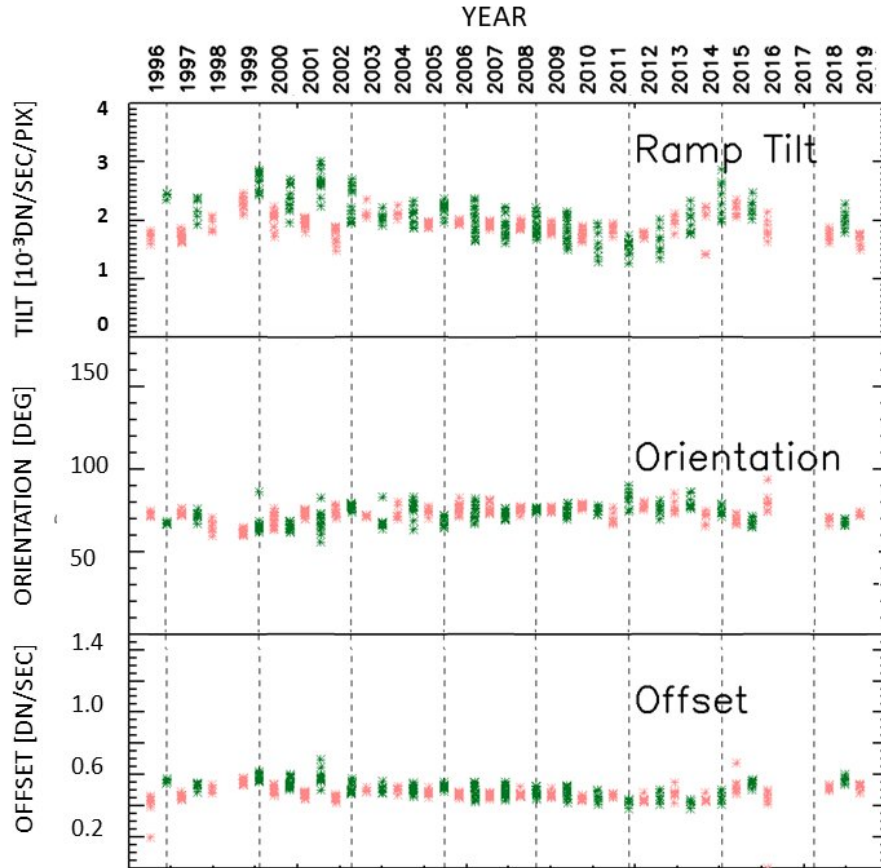 YEAR
1996 1997 1998 1999 2000 2001 2002 2003 2004 2005 2006 2007 2008 2009 2010 2011 2012 2013 2014 2015 2016 2017 2018 2019
TILT [10⁻³DN/SEC/PIX]
4
3
2
1
0
Ramp Tilt
ORIENTATION [DEG]
150
100
50
Orientation
OFFSET [DN/SEC]
1.4
1.0
0.6
0.2
Offset